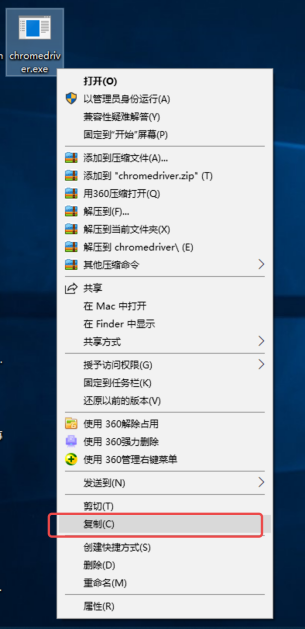 chromedriv
er.exe
打开(O)
以管理员身份运行(A)
兼容性疑难解答(Y)
固定到"开始"屏幕(P)
添加到压缩文件(A)...
添加到 "chromedriver.zip" (T)
用360压缩打开(Q)
解压到(F)...
解压到当前文件夹(X)
解压到 chromedriver\ (E)
其他压缩命令
共享
在 Mac 中打开
在 Finder 中显示
共享方式
授予访问权限(G)
固定到任务栏(K)
还原以前的版本(V)
使用 360解除占用
使用 360强力删除
使用 360管理右键菜单
发送到(N)
剪切(T)
复制(C)
创建快捷方式(S)
删除(D)
重命名(M)
属性(R)